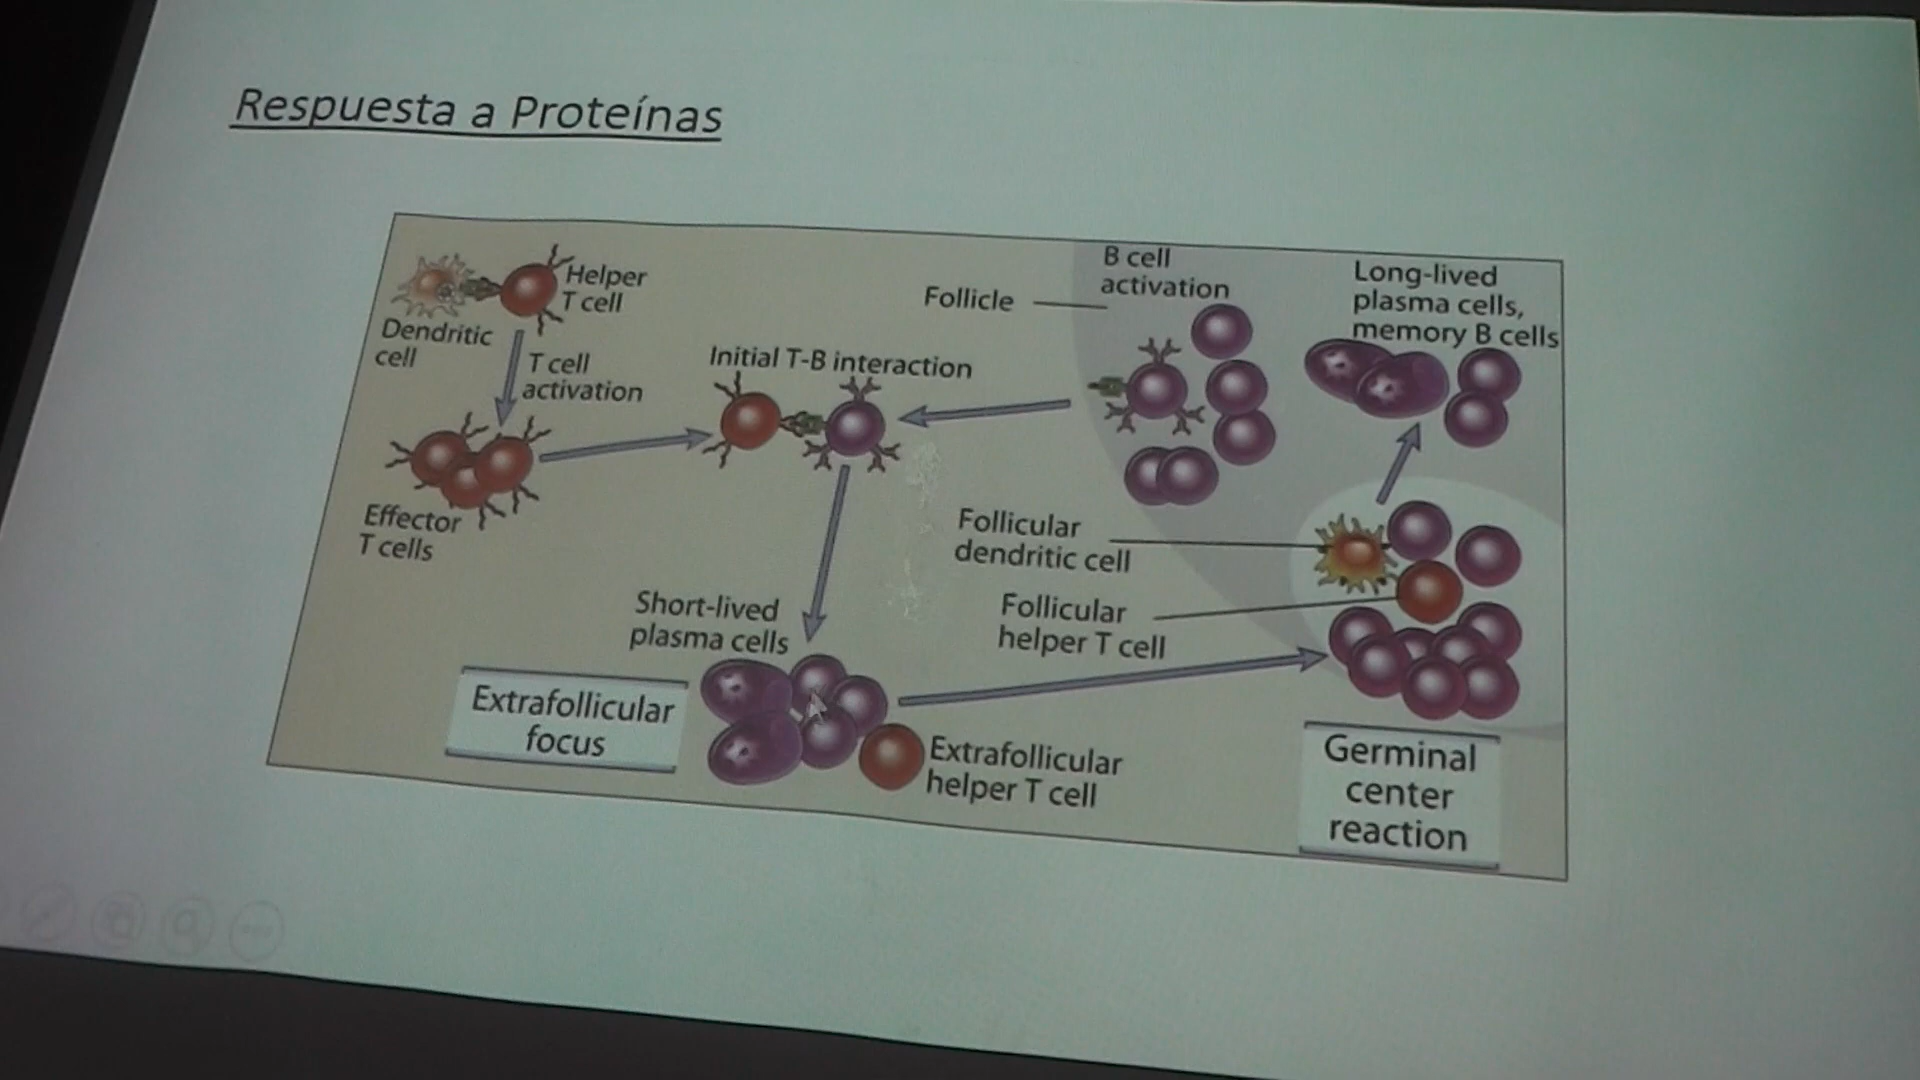 Respuesta a Proteínas
Helper
T cell
Dendritic
cell
T cell
activation
Effector
T cells
Initial T-B interaction
Follicle
B cell
activation
Long-lived
plasma cells,
memory B cells
Follicular
dendritic cell
Follicular
helper T cell
Short-lived
plasma cells
Extrafollicular
focus
Extrafollicular
helper T cell
Germinal
center
reaction